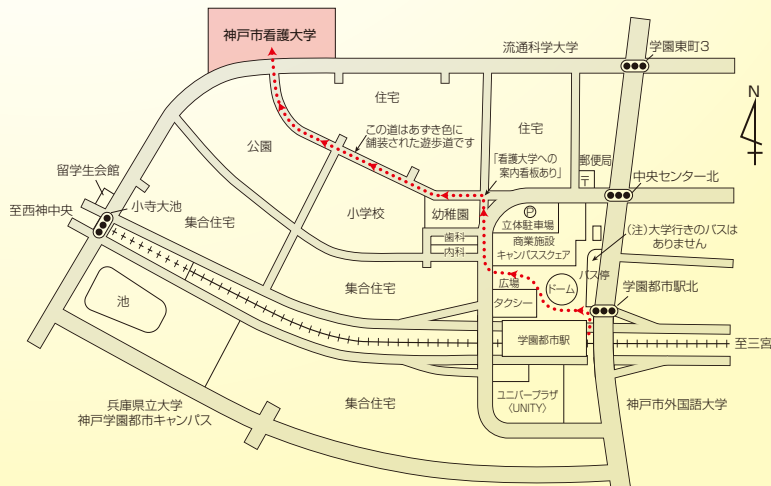 神戸市看護大学
流通科学大学
学園東町3
住宅
N
この道はあずき色に
舗装された遊歩道です
住宅
公園
郵便局
〒
「看護大学への
案内看板あり」
留学生会館
中央センター北
至西神中央
小寺大池
集合住宅
小学校
幼稚園
P
立体駐車場
歯科
内科
商業施設
キャンパススクェア
(注)大学行きのバスは
ありません
バス停
池
集合住宅
広場
ドーム
タクシー
学園都市駅北
学園都市駅
至三宮
兵庫県立大学
神戸学園都市キャンパス
集合住宅
ユニバープラザ
〈UNITY〉
神戸市外国語大学